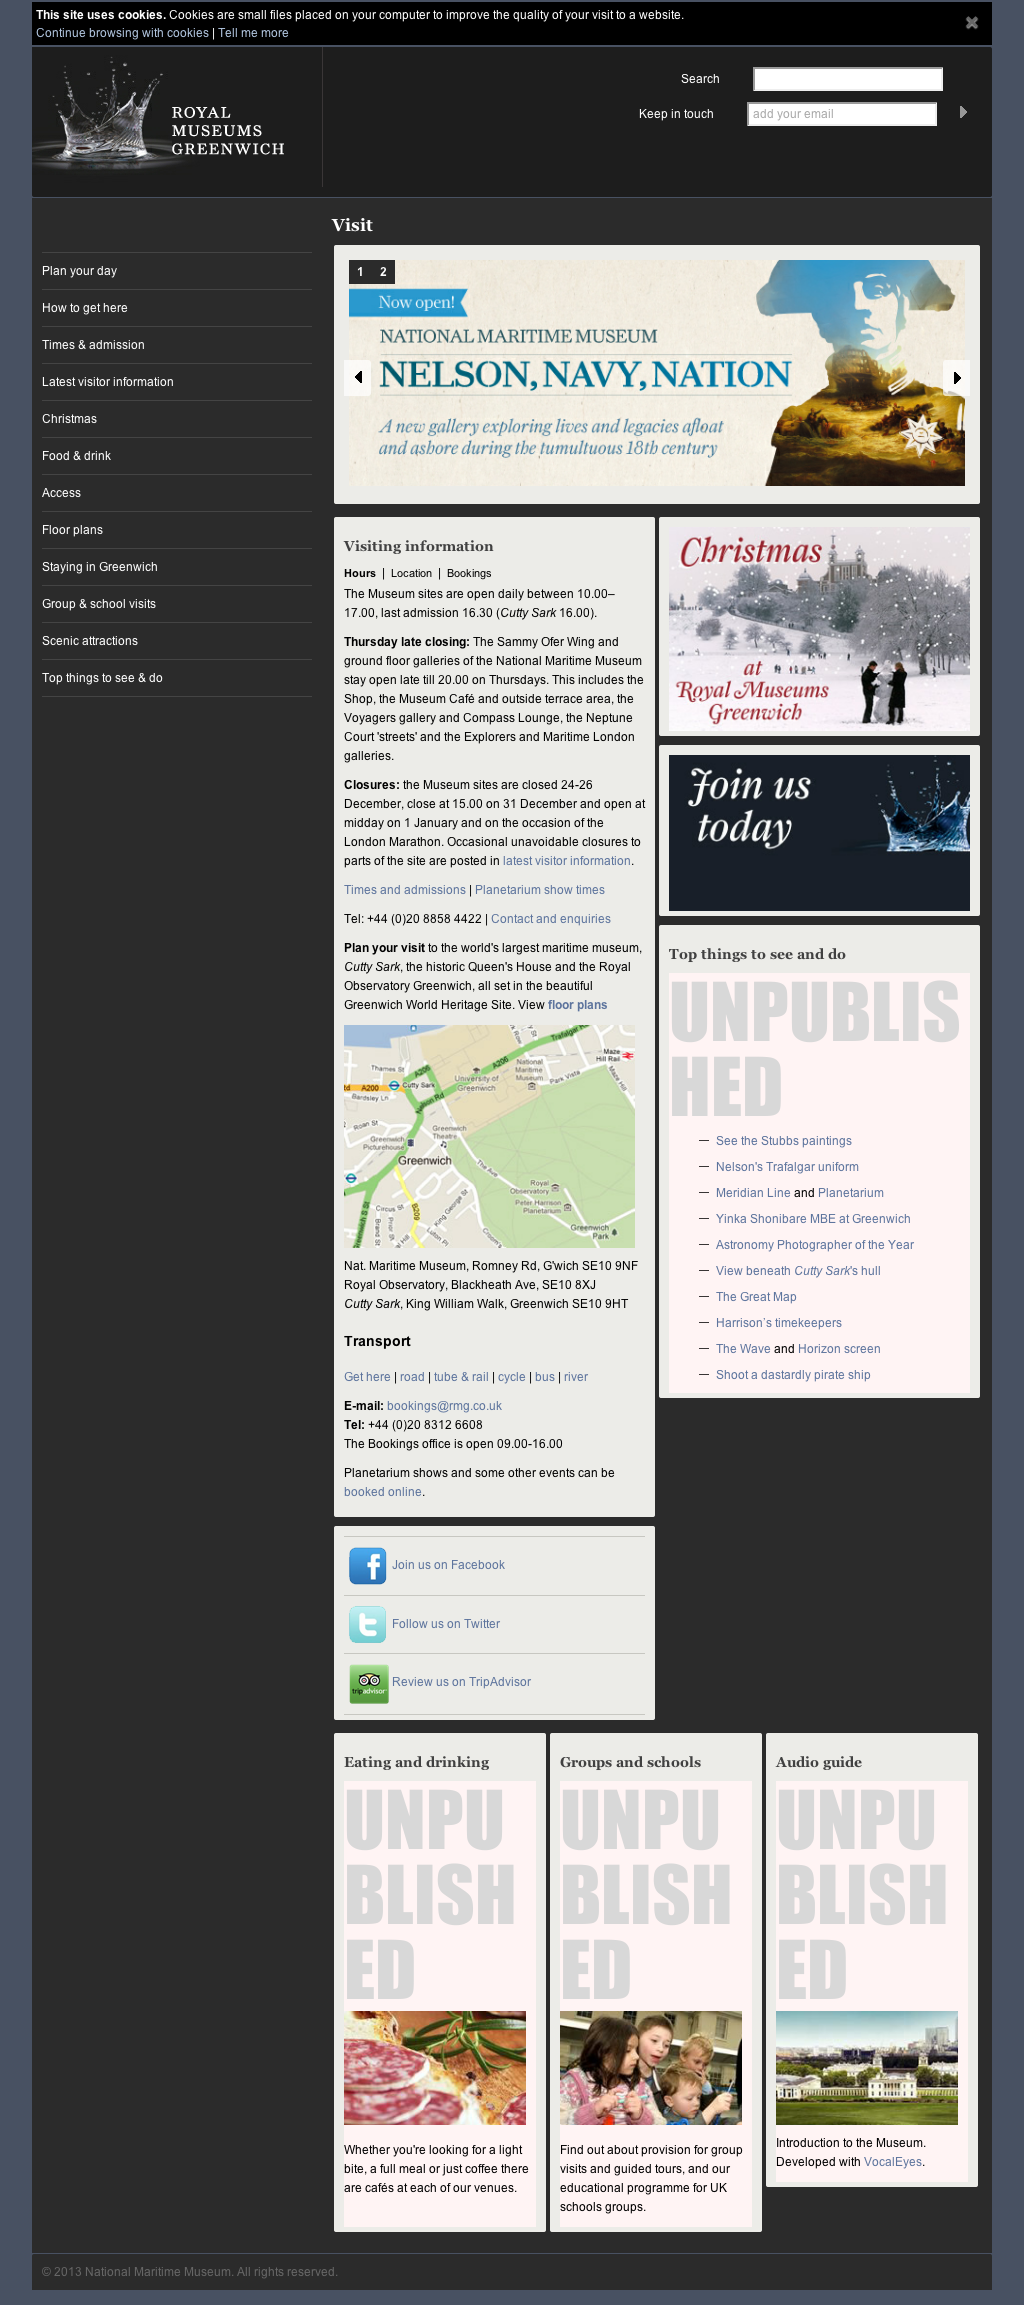 This site uses cookies. Cookies are small files placed on your computer to improve the quality of your visit to a website.
Continue browsing with cookies | Tell me more
ROYAL
MUSEUMS
GREENWICH
Search
Keep in touch
add your email
Visit
Plan your day
How to get here
Times & admission
Latest visitor information
Christmas
Food & drink
Access
Floor plans
Staying in Greenwich
Group & school visits
Scenic attractions
Top things to see & do
1 2
Now open!
NATIONAL MARITIME MUSEUM
NELSON, NAVY, NATION
A new gallery exploring lives and legacies afloat
and ashore during the tumultuous 18th century
Visiting information
Hours | Location | Bookings
The Museum sites are open daily between 10.00–
17.00, last admission 16.30 (Cutty Sark 16.00).
Thursday late closing: The Sammy Ofer Wing and
ground floor galleries of the National Maritime Museum
stay open late till 20.00 on Thursdays. This includes the
Shop, the Museum Café and outside terrace area, the
Voyagers gallery and Compass Lounge, the Neptune
Court 'streets' and the Explorers and Maritime London
galleries.
Closures: the Museum sites are closed 24-26
December, close at 15.00 on 31 December and open at
midday on 1 January and on the occasion of the
London Marathon. Occasional unavoidable closures to
parts of the site are posted in latest visitor information.
Times and admissions | Planetarium show times
Tel: +44 (0)20 8858 4422 | Contact and enquiries
Plan your visit to the world's largest maritime museum,
Cutty Sark, the historic Queen's House and the Royal
Observatory Greenwich, all set in the beautiful
Greenwich World Heritage Site. View floor plans
Trafalgar Rd
Maze
Hill Rail
A206
A206
Thames St
National
Maritime
Museum
Park Vista
Maze Hill
University of
Greenwich
A200
Cutty Sark
Bardsley Ln
Nelson Rd
Roan St
Greenwich
Theatre
Greenwich
Picturehouse
Greenwich
The Ave
Royal
Observatory
Peter Harrison
Planetarium
B209
King George St
Greenwich
Park
Nat. Maritime Museum, Romney Rd, G'wich SE10 9NF
Royal Observatory, Blackheath Ave, SE10 8XJ
Cutty Sark, King William Walk, Greenwich SE10 9HT
Transport
Get here | road | tube & rail | cycle | bus | river
E-mail: bookings@rmg.co.uk
Tel: +44 (0)20 8312 6608
The Bookings office is open 09.00-16.00
Planetarium shows and some other events can be
booked online.
Join us on Facebook
Follow us on Twitter
tripadvisor
Review us on TripAdvisor
Christmas
at
Royal Museums
Greenwich
Join us
today
Top things to see and do
UNPUBLIS
HED
— See the Stubbs paintings
— Nelson's Trafalgar uniform
— Meridian Line and Planetarium
— Yinka Shonibare MBE at Greenwich
— Astronomy Photographer of the Year
— View beneath Cutty Sark's hull
— The Great Map
— Harrison's timekeepers
— The Wave and Horizon screen
— Shoot a dastardly pirate ship
Eating and drinking
UNPU
BLISH
ED
Whether you're looking for a light
bite, a full meal or just coffee there
are cafés at each of our venues.
Groups and schools
UNPU
BLISH
ED
Find out about provision for group
visits and guided tours, and our
educational programme for UK
schools groups.
Audio guide
UNPU
BLISH
ED
Introduction to the Museum.
Developed with VocalEyes.
© 2013 National Maritime Museum. All rights reserved.